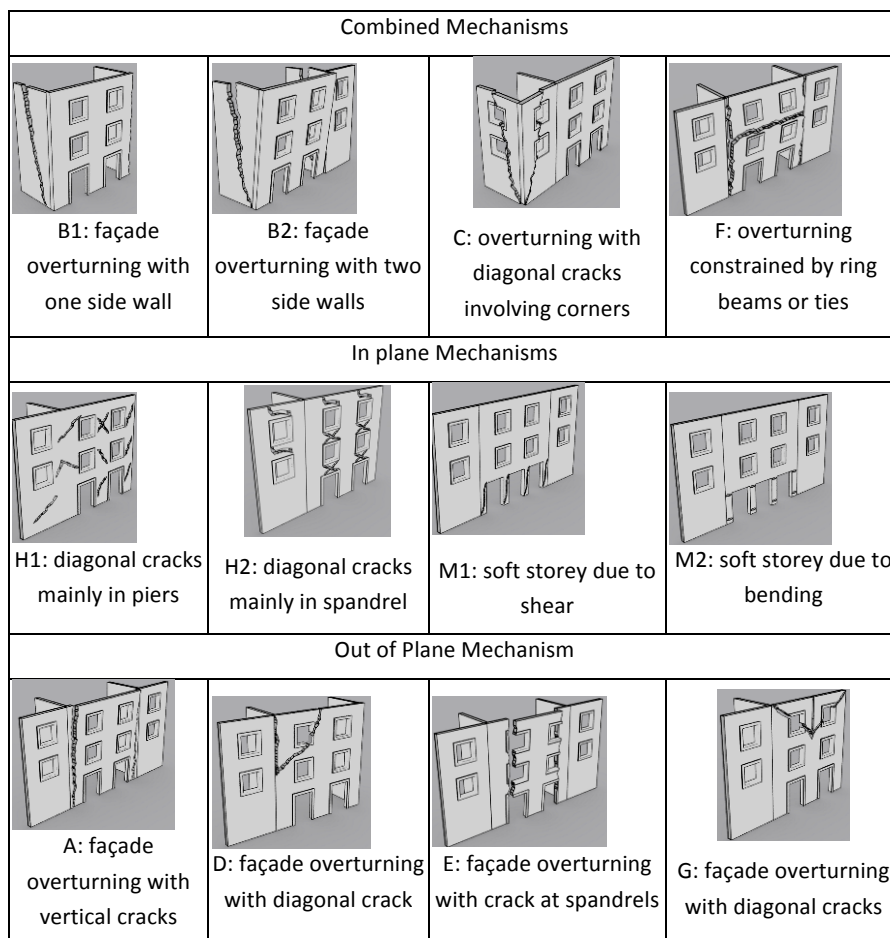 Combined Mechanisms
B1: façade
overturning with
one side wall
B2: façade
overturning with two
side walls
C: overturning with
diagonal cracks
involving corners
F: overturning
constrained by ring
beams or ties
In plane Mechanisms
H1: diagonal cracks
mainly in piers
H2: diagonal cracks
mainly in spandrel
M1: soft storey due to
shear
M2: soft storey due to
bending
Out of Plane Mechanism
A: façade
overturning with
vertical cracks
D: façade overturning
with diagonal crack
E: façade overturning
with crack at spandrels
G: façade overturning
with diagonal cracks